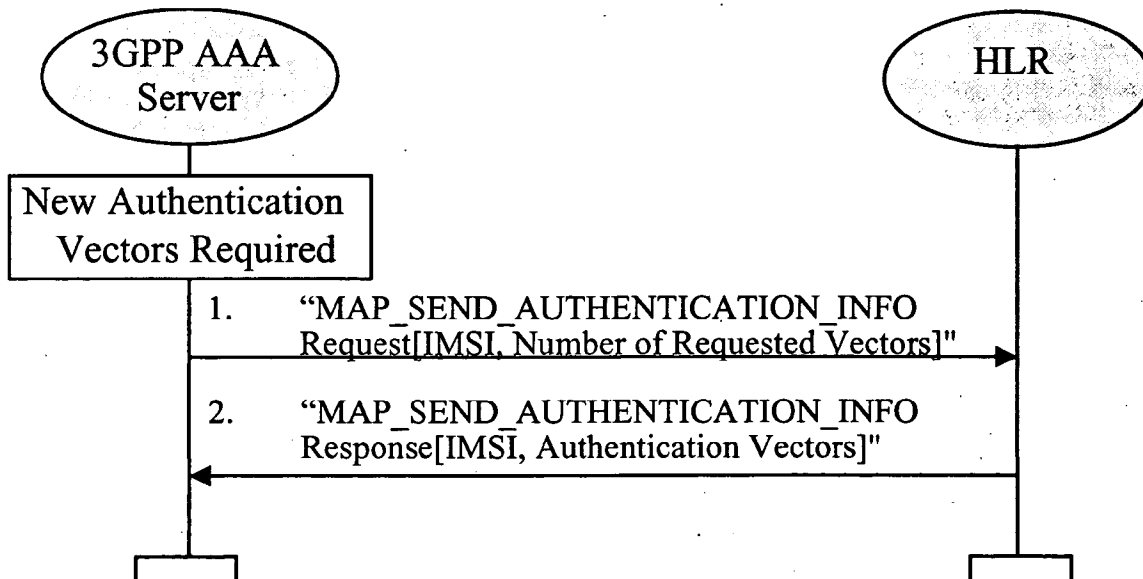 3GPP AAA
Server
HLR
New Authentication
Vectors Required
1. “MAP_SEND_AUTHENTICATION_INFO
Request[IMSI, Number of Requested Vectors]"
2. “MAP_SEND_AUTHENTICATION_INFO
Response[IMSI, Authentication Vectors]"